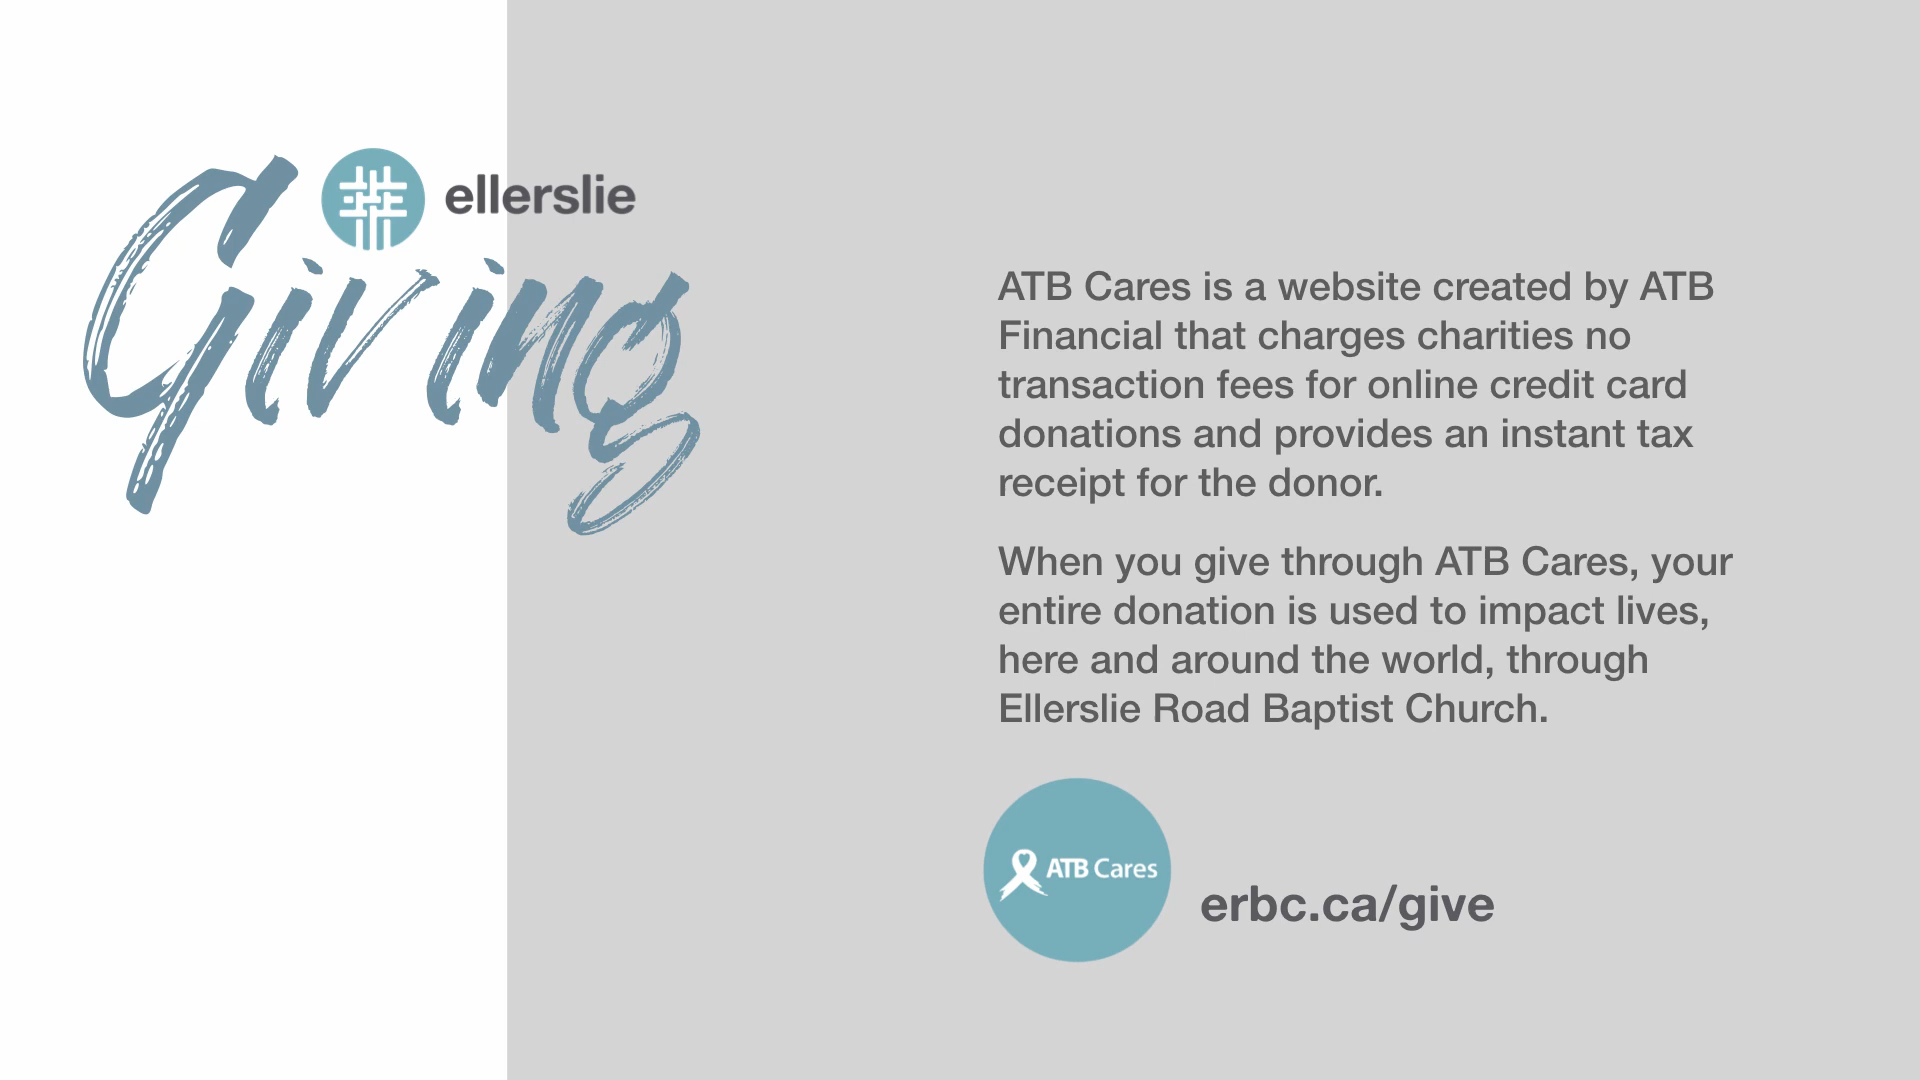 ellerslie
Giving
ATB Cares is a website created by ATB
Financial that charges charities no
transaction fees for online credit card
donations and provides an instant tax
receipt for the donor.
When you give through ATB Cares, your
entire donation is used to impact lives,
here and around the world, through
Ellerslie Road Baptist Church.
ATB Cares
erbc.ca/give